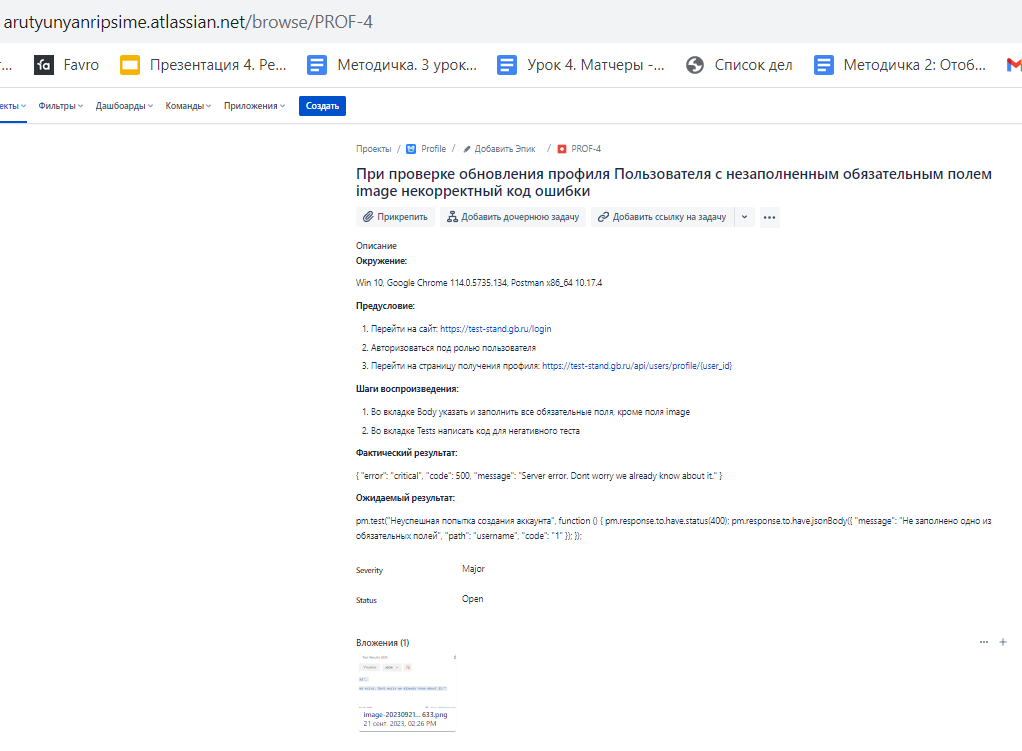 arutyunyanripsime.atlassian.net/browse/PROF-4
Favro Презентация 4. Ре... Методичка. 3 урок... Урок 4. Матчеры -... Список дел Методичка 2: Отоб...
екты Фильтры Дашбоарды Команды Приложения Создать
Проекты / Profile / Добавить Эпик / PROF-4
При проверке обновления профиля Пользователя с незаполненным обязательным полем
image некорректный код ошибки
Прикрепить Добавить дочернюю задачу Добавить ссылку на задачу
Описание
Окружение:
Win 10, Google Chrome 114.0.5735,134, Postman x86_64 10.17.4
Предусловие:
1. Перейти на сайт: https://test-stand.gb.ru/login
2. Авторизоваться под ролью пользователя
3. Перейти на страницу получения профиля: https://test-stand.gb.ru/api/users/profile/{user_id}
Шаги воспроизведения:
1. Во вкладке Body указать и заполнить все обязательные поля, кроме поля image
2. Во вкладке Tests написать код для негативного теста
Фактический результат:
{ "error": "critical", "code": 500, "message": "Server error. Dont worry we already know about it." }
Ожидаемый результат:
pm.test("Неуспешная попытка создания аккаунта", function () { pm.response.to.have.status(400); pm.response.to.have.jsonBody({ "message": "Не заполнено одно из
обязательных полей", "path": "username", "code": "1" }); });
Severity Major
Status Open
Вложения (1)
image-20230921... 633.png
21 сент. 2023, 02:26 PM